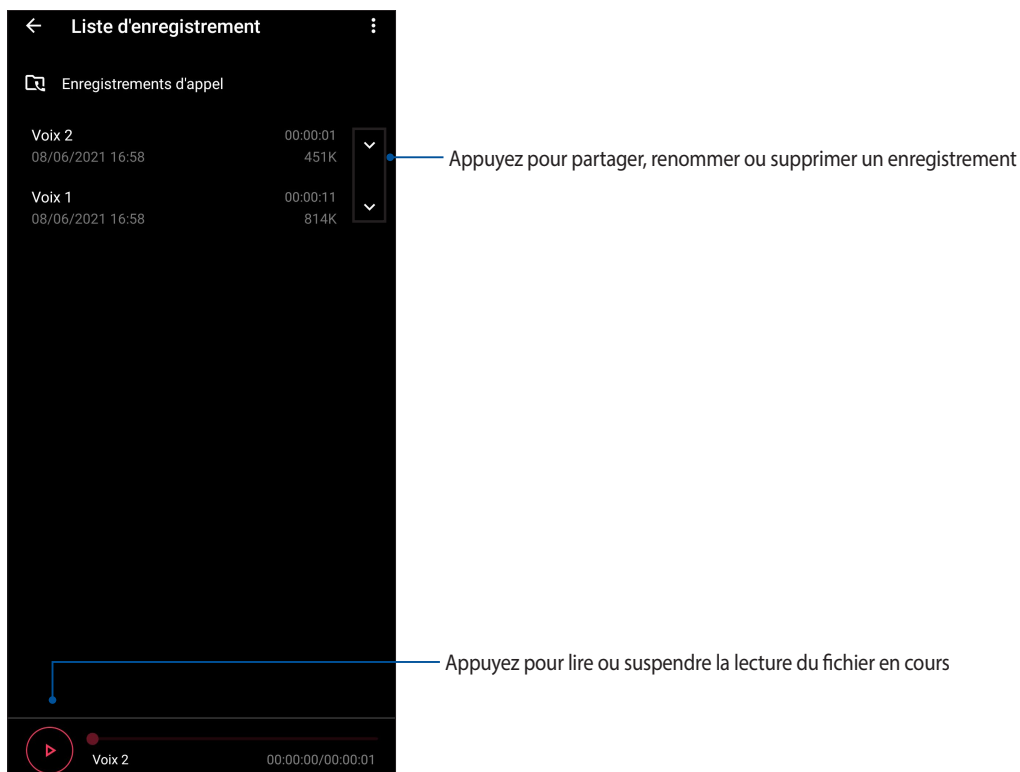 Liste d'enregistrement
Enregistrements d'appel
Voix 2 00:00:01
08/06/2021 16:58 451K
Appuyez pour partager, renommer ou supprimer un enregistrement
Voix 1 00:00:11
08/06/2021 16:58 814K
Appuyez pour lire ou suspendre la lecture du fichier en cours
Voix 2 00:00:00/00:00:01